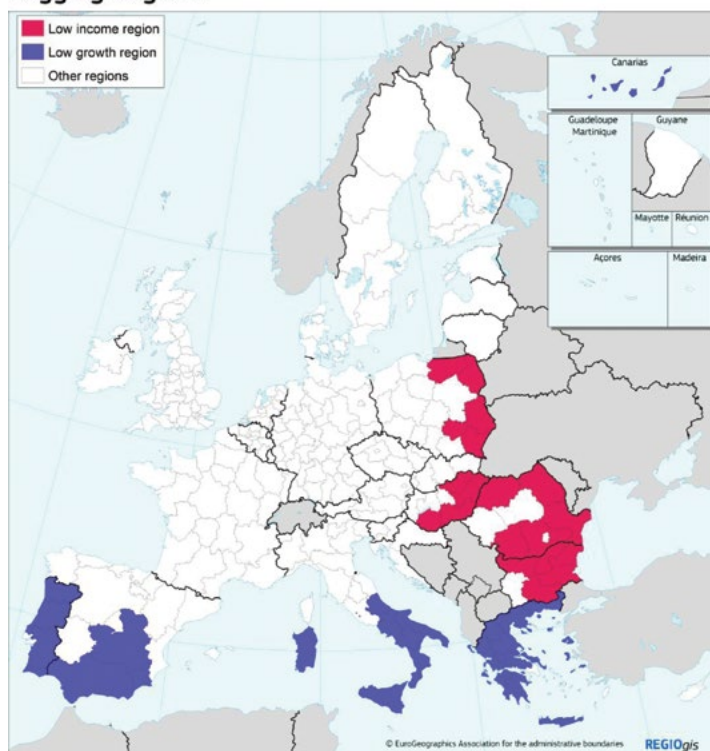 Low income region
Low growth region
Other regions
Canarias
Guadeloupe
Martinique
Guyane
Mayotte
Réunion
Açores
Madeira
© EuroGeographics Association for the administrative boundaries
REGIOgis